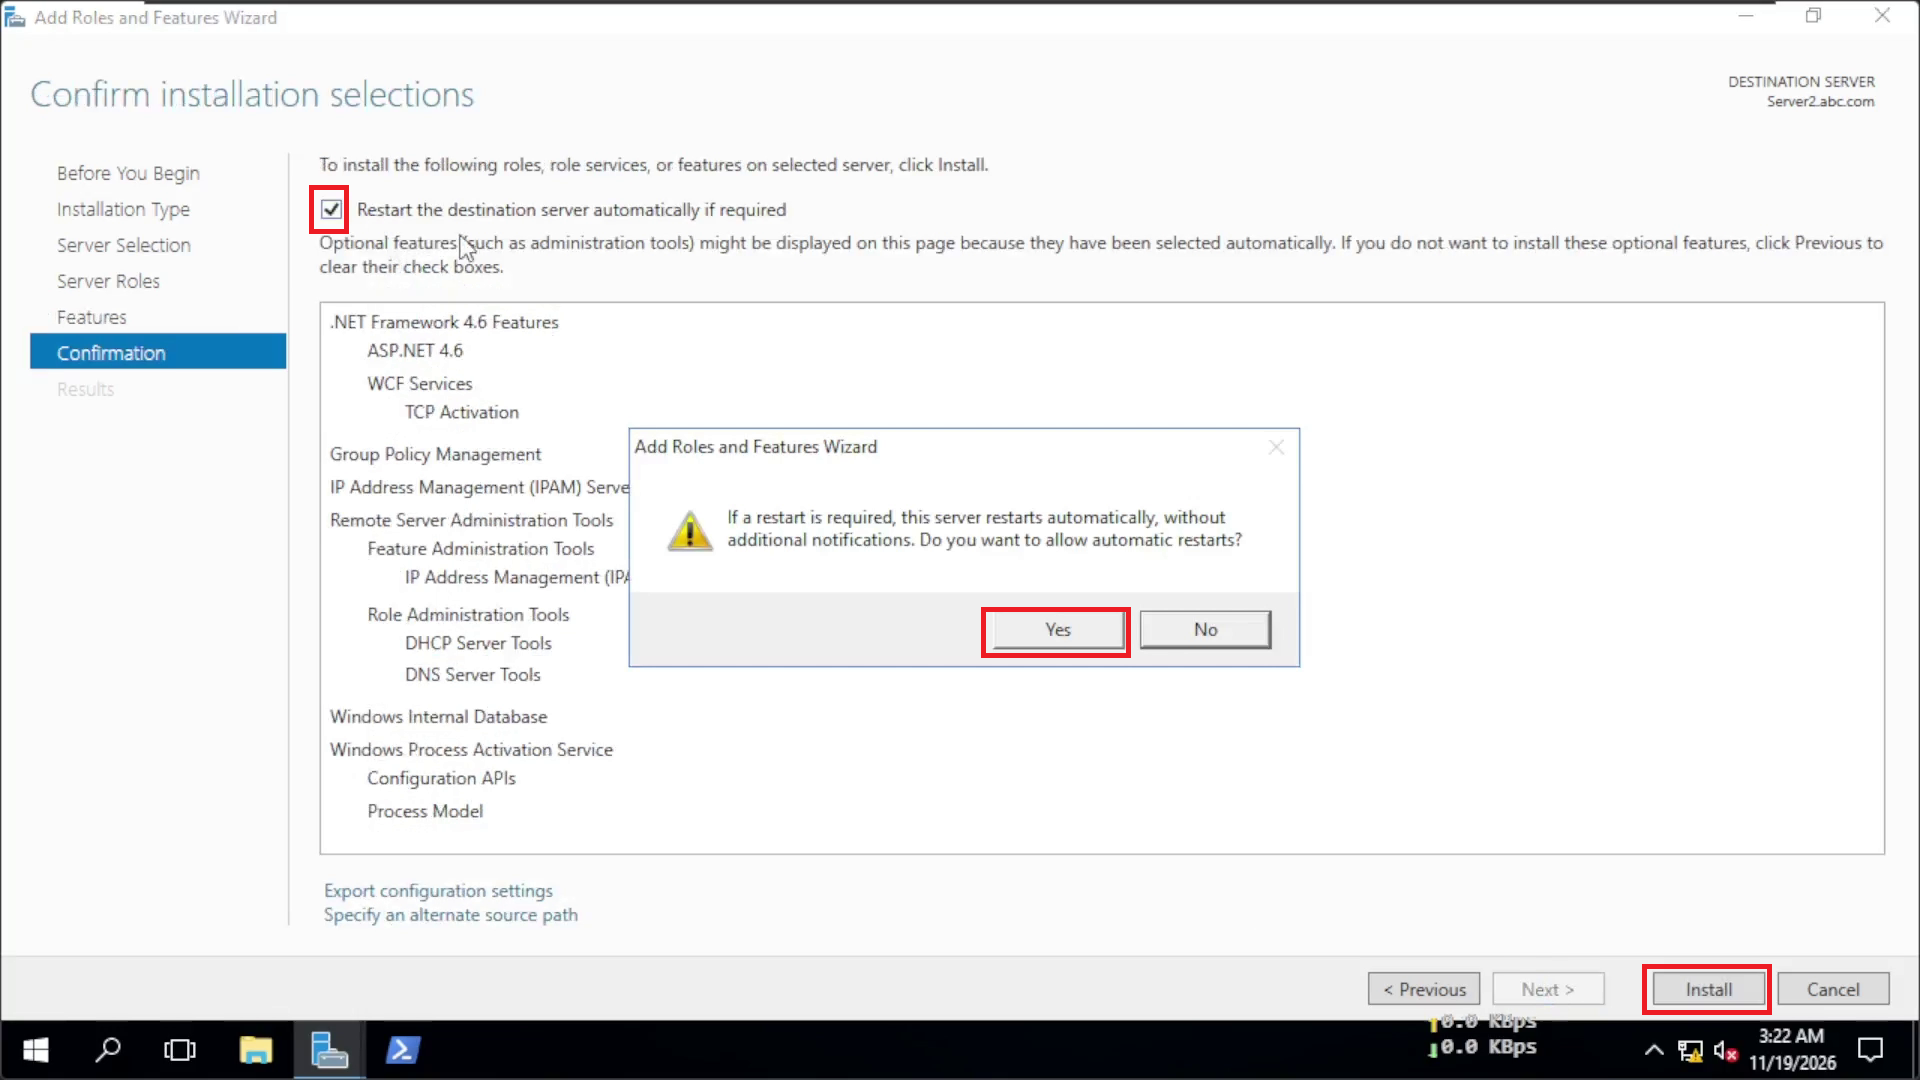 Add Roles and Features Wizard
Confirm installation selections
DESTINATION SERVER
Server2.abc.com
Before You Begin
Installation Type
Server Selection
Server Roles
Features
Confirmation
Results
To install the following roles, role services, or features on selected server, click Install.
Restart the destination server automatically if required
Optional features (such as administration tools) might be displayed on this page because they have been selected automatically. If you do not want to install these optional features, click Previous to
clear their check boxes.
.NET Framework 4.6 Features
ASP.NET 4.6
WCF Services
TCP Activation
Group Policy Management
IP Address Management (IPAM) Serve
Remote Server Administration Tools
Feature Administration Tools
IP Address Management (IPA
Role Administration Tools
DHCP Server Tools
DNS Server Tools
Windows Internal Database
Windows Process Activation Service
Configuration APIs
Process Model
Add Roles and Features Wizard
If a restart is required, this server restarts automatically, without
additional notifications. Do you want to allow automatic restarts?
Yes
No
Export configuration settings
Specify an alternate source path
< Previous
Next >
Install
Cancel
0.0 KBps
0.0 KBps
3:22 AM
11/19/2026